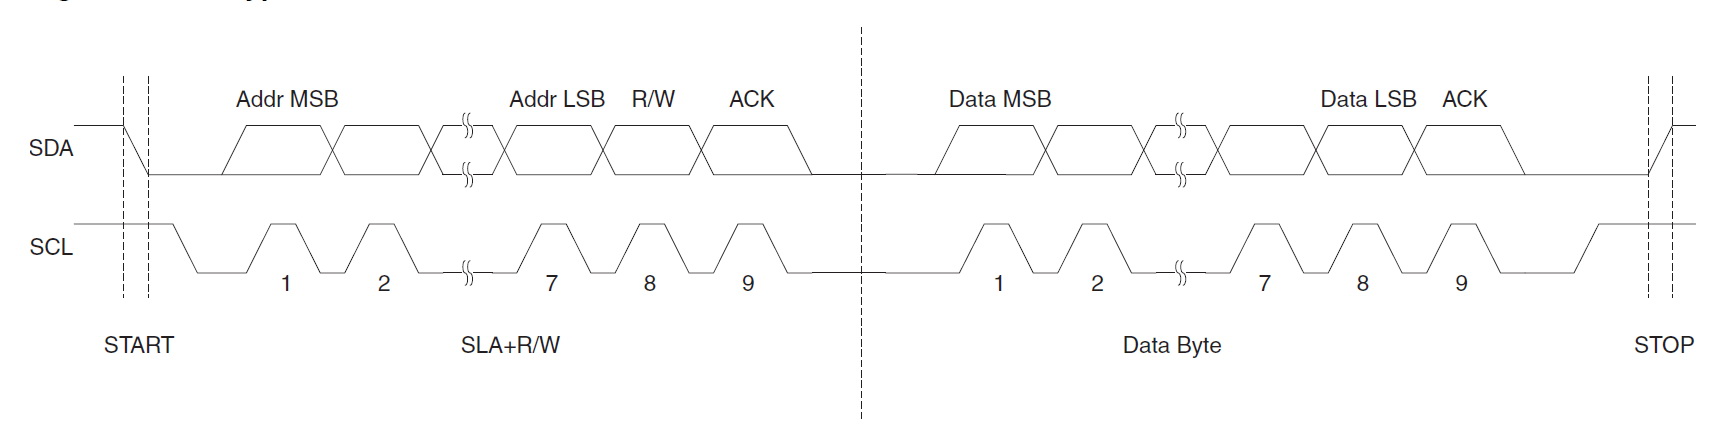 Addr MSB Addr LSB R/W ACK Data MSB Data LSB ACK
SDA
SCL
1 2 7 8 9 1 2 7 8 9
START SLA+R/W Data Byte STOP